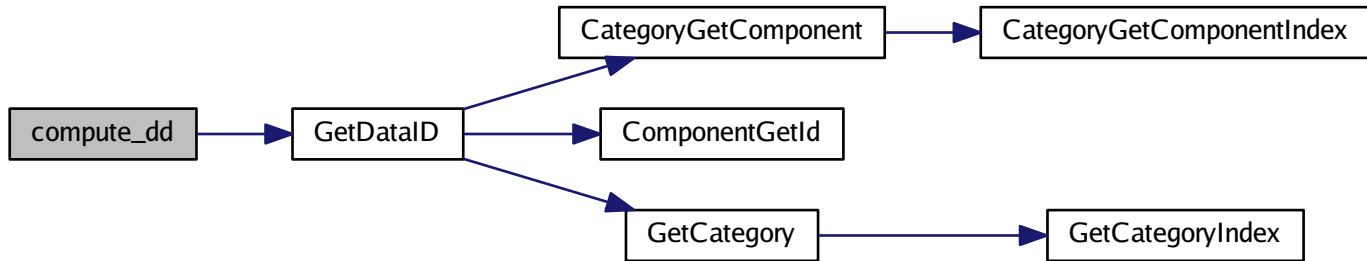 CategoryGetComponent
CategoryGetComponentIndex
compute_dd
GetDataID
ComponentGetId
GetCategory
GetCategoryIndex